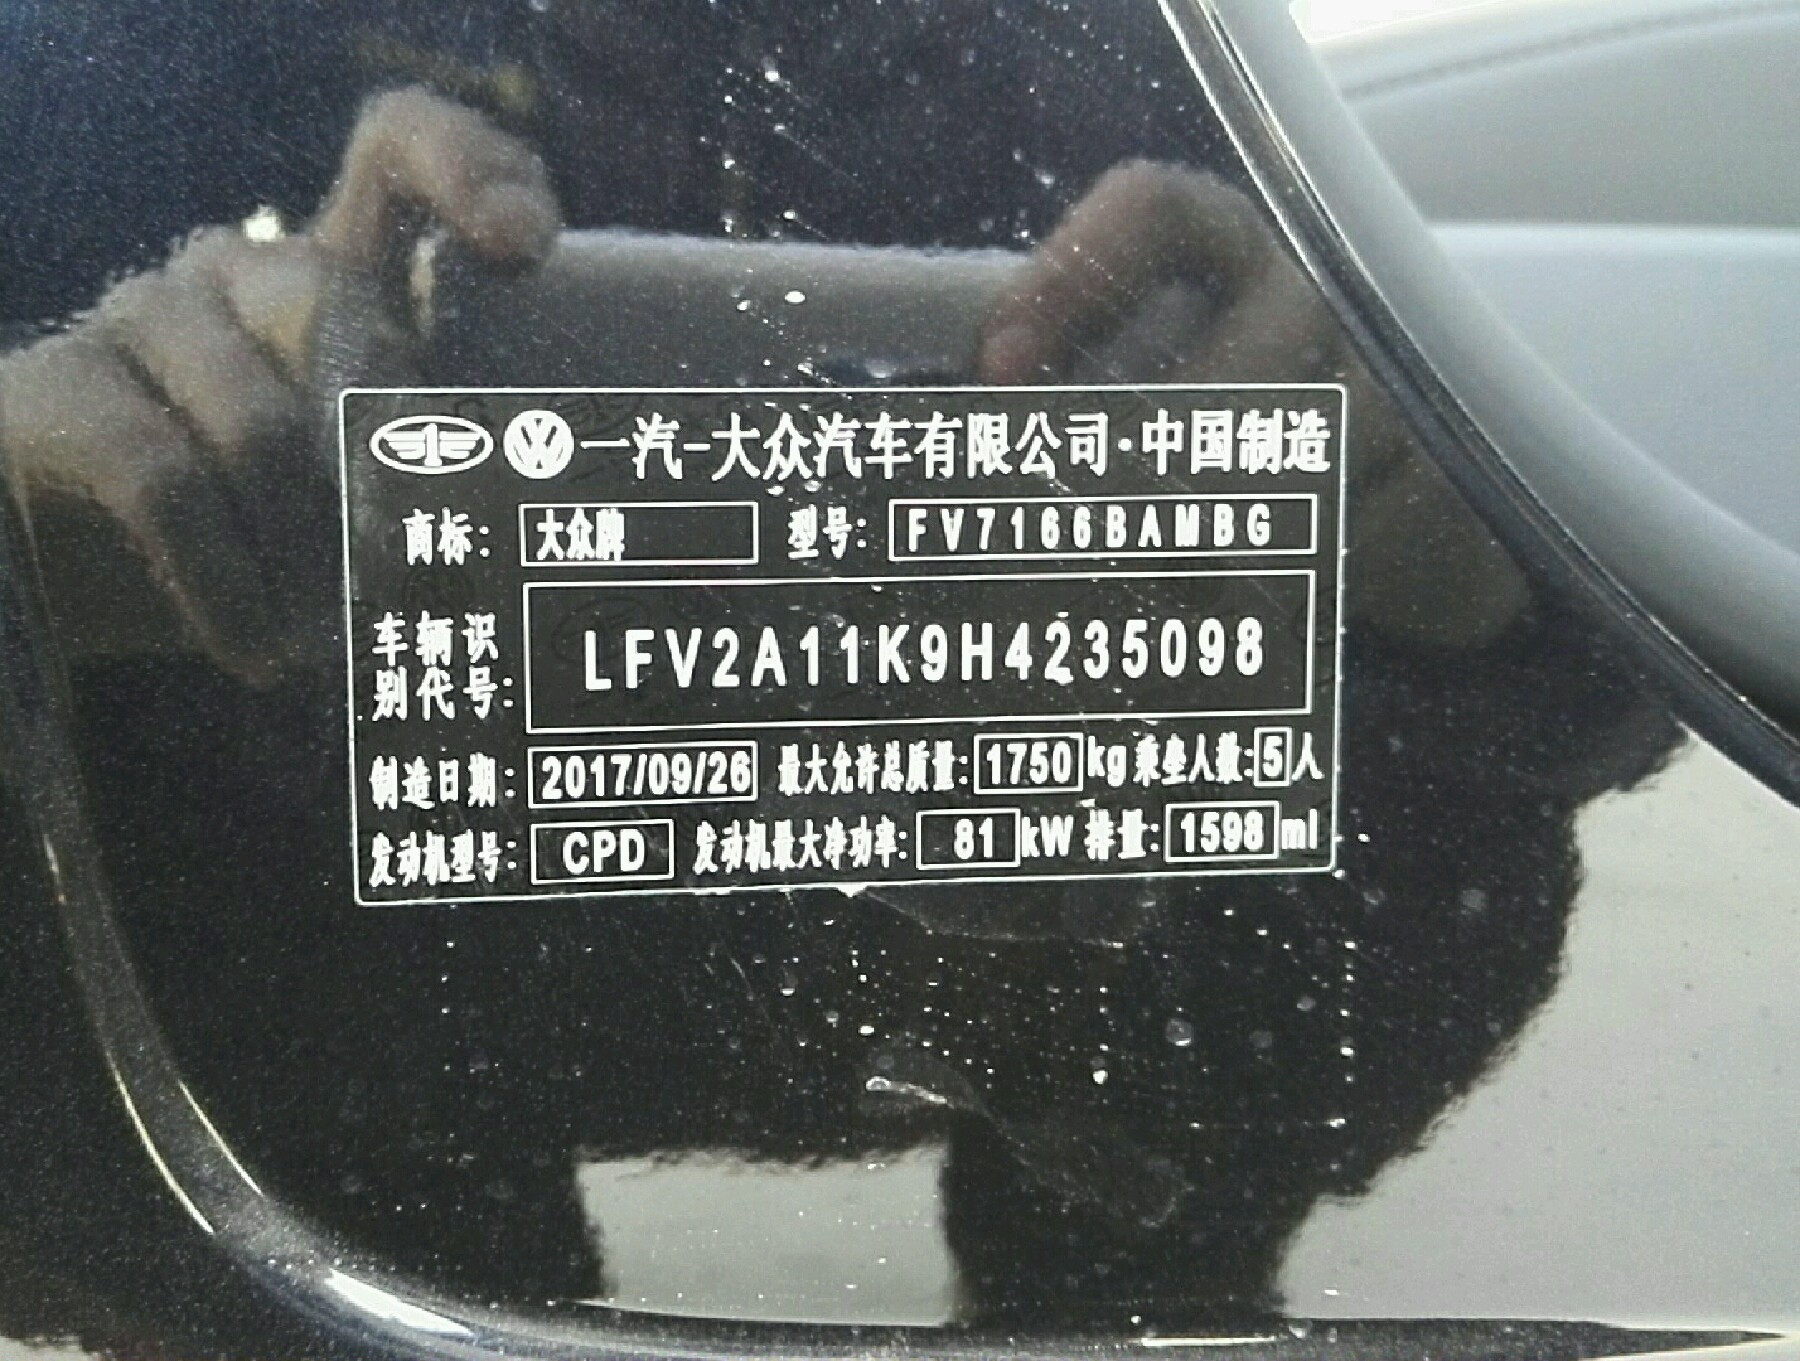 一汽-大众汽车有限公司·中国制造
商标: 大众牌 型号: FV7166BAMBG
车辆识别代号: LFV2A11K9H4235098
制造日期: 2017/09/26 最大允许总质量: 1750 kg 乘坐人数: 5 人
发动机型号: CPD 发动机最大净功率: 81 kW 排量: 1598 ml